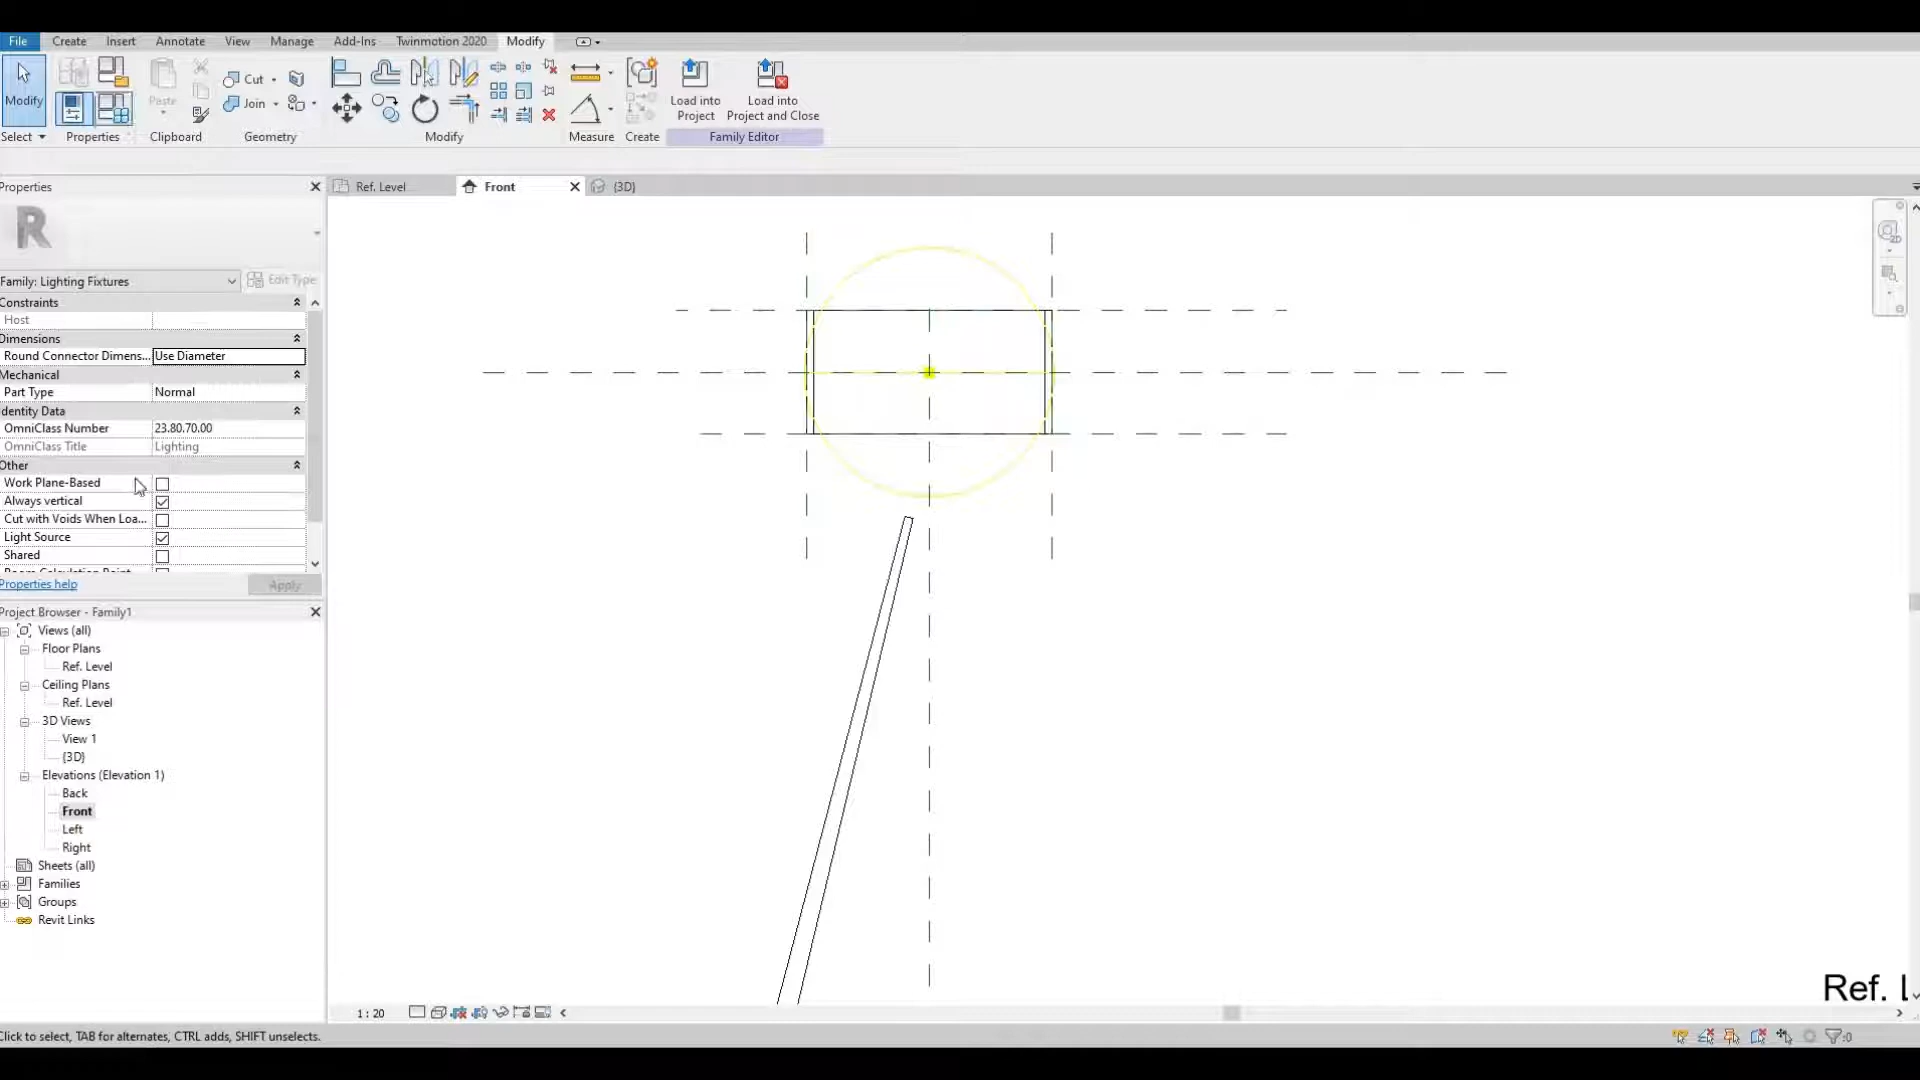 File Create Insert Annotate View Manage Add-Ins Twinmotion 2020 Modify
Modify
Paste
Cut
Join
Load into
Project
Load into
Project and Close
Select Properties Clipboard Geometry Modify Measure Create Family Editor
Properties
Ref. Level Front {3D}
R
2D
Family: Lighting Fixtures Edit Type
Constraints
Host
Dimensions
Round Connector Dimens... Use Diameter
Mechanical
Part Type Normal
Identity Data
OmniClass Number 23.80.70.00
OmniClass Title Lighting
Other
Work Plane-Based
Always vertical
Cut with Voids When Loa...
Light Source
Shared
Properties help Apply
Project Browser - Family1
Views (all)
Floor Plans
Ref. Level
Ceiling Plans
Ref. Level
3D Views
View 1
{3D}
Elevations (Elevation 1)
Back
Front
Left
Right
Sheets (all)
Families
Groups
Revit Links
Ref. L
1 : 20
Click to select, TAB for alternates, CTRL adds, SHIFT unselects.
:0